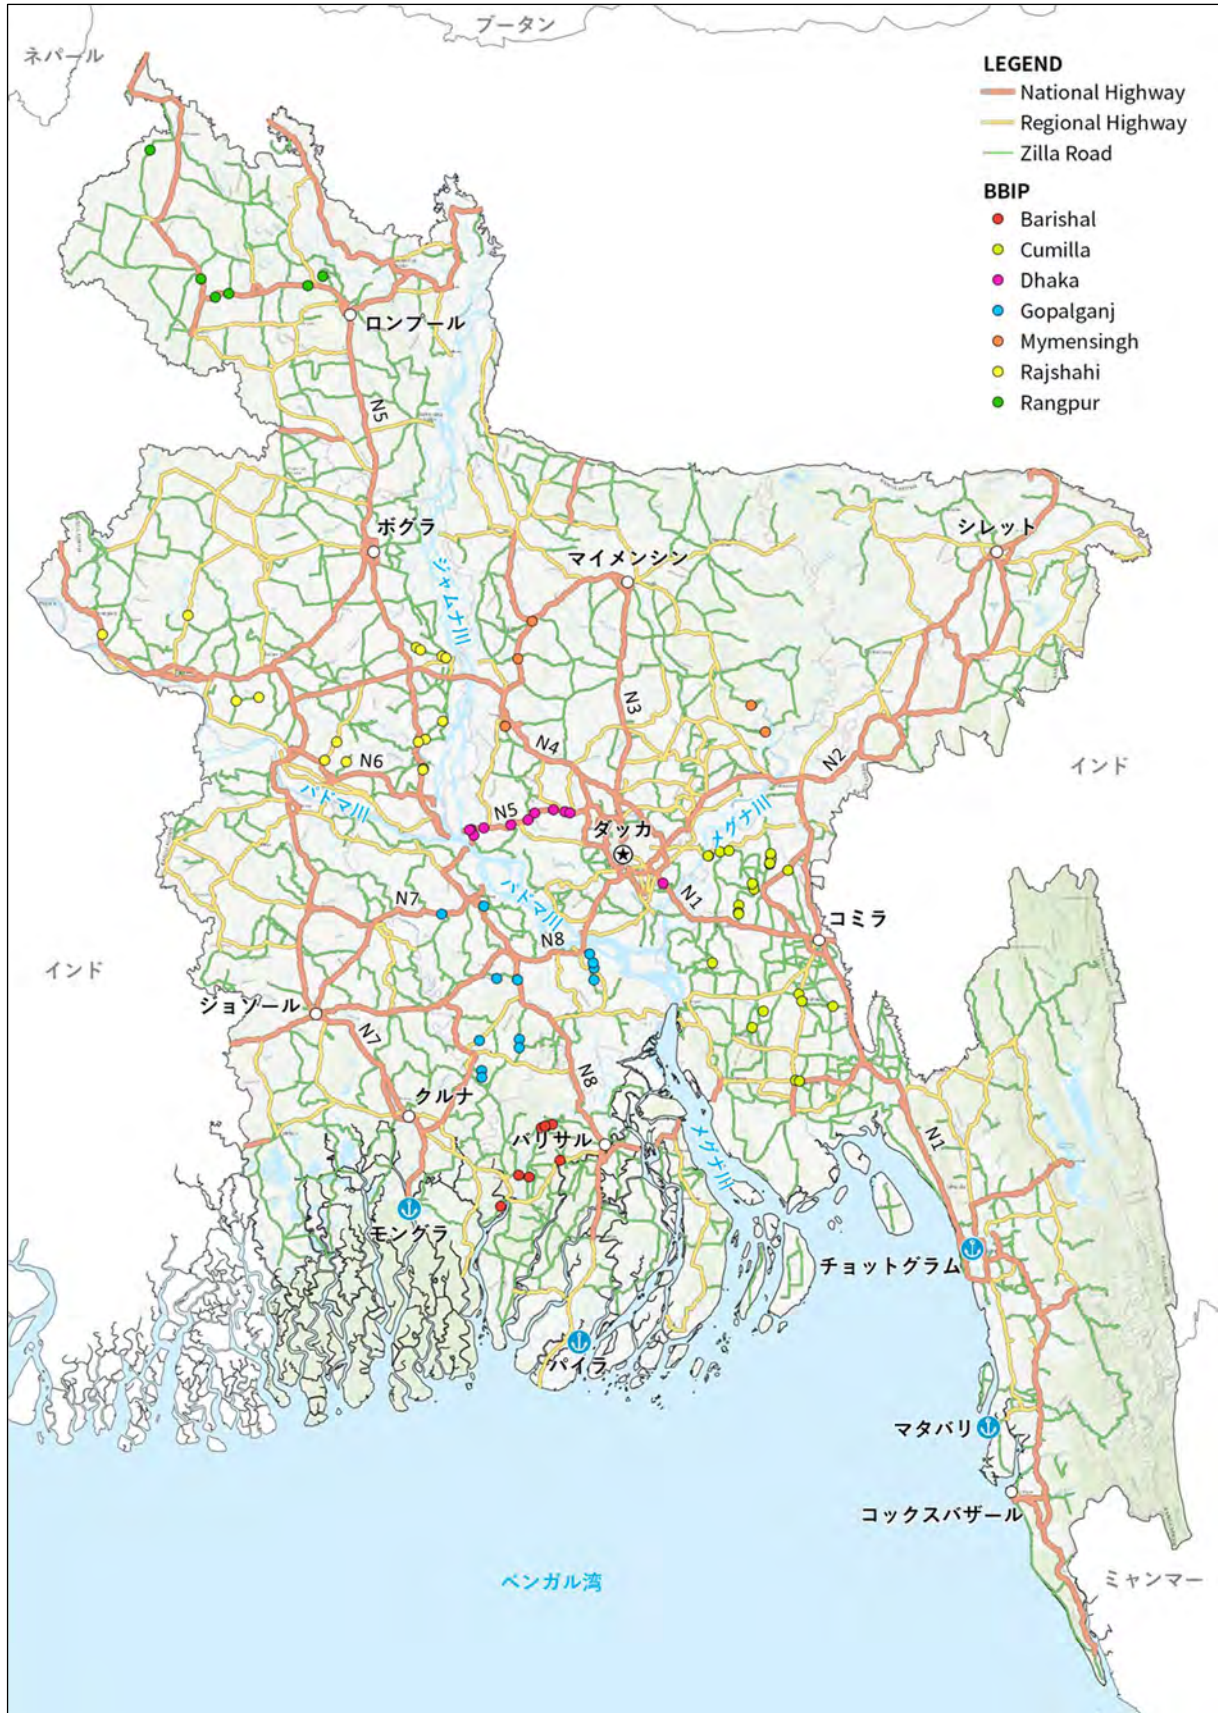 ブータン
ネパール
LEGEND
National Highway
Regional Highway
Zilla Road
BBIP
Barishal
Cumilla
Dhaka
Gopalganj
Mymensingh
Rajshahi
Rangpur
ロンプール
N5
ボグラ
シレット
マイメンシン
ジャムナ川
N3
N4
N2
N6
インド
パドマ川
N5
メグナ川
ダッカ
N7
パドマ川
N1
コミラ
N8
インド
ジョソール
N7
N8
クルナ
N1
バリサル
メグナ川
モングラ
チョットグラム
パイラ
マタバリ
コックスバザール
ベンガル湾
ミャンマー